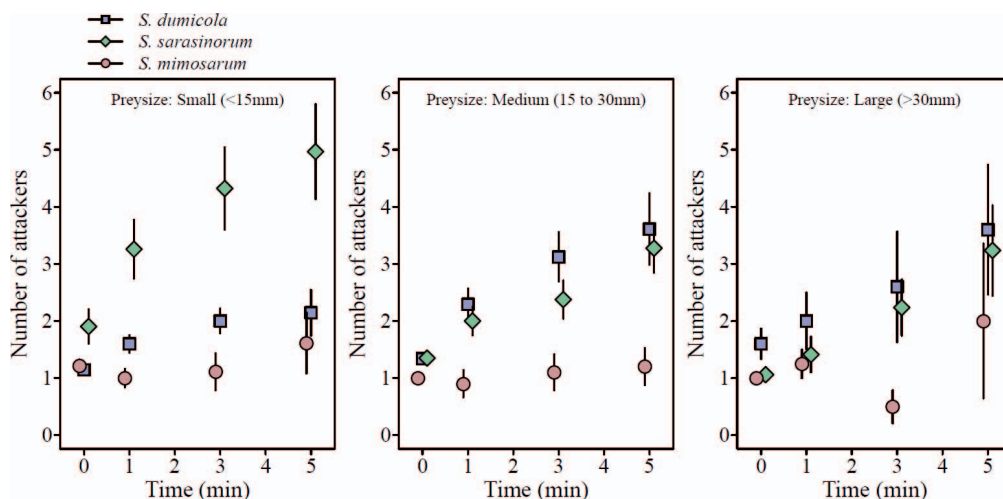 S. dumicola
S. sarasinorum
S. mimosarum
Preysize: Small (<15mm)
Number of attackers
6
5
4
3
2
1
0
0 1 2 3 4 5
Time (min)
Preysize: Medium (15 to 30mm)
Number of attackers
6
5
4
3
2
1
0
0 1 2 3 4 5
Time (min)
Preysize: Large (>30mm)
Number of attackers
6
5
4
3
2
1
0
0 1 2 3 4 5
Time (min)